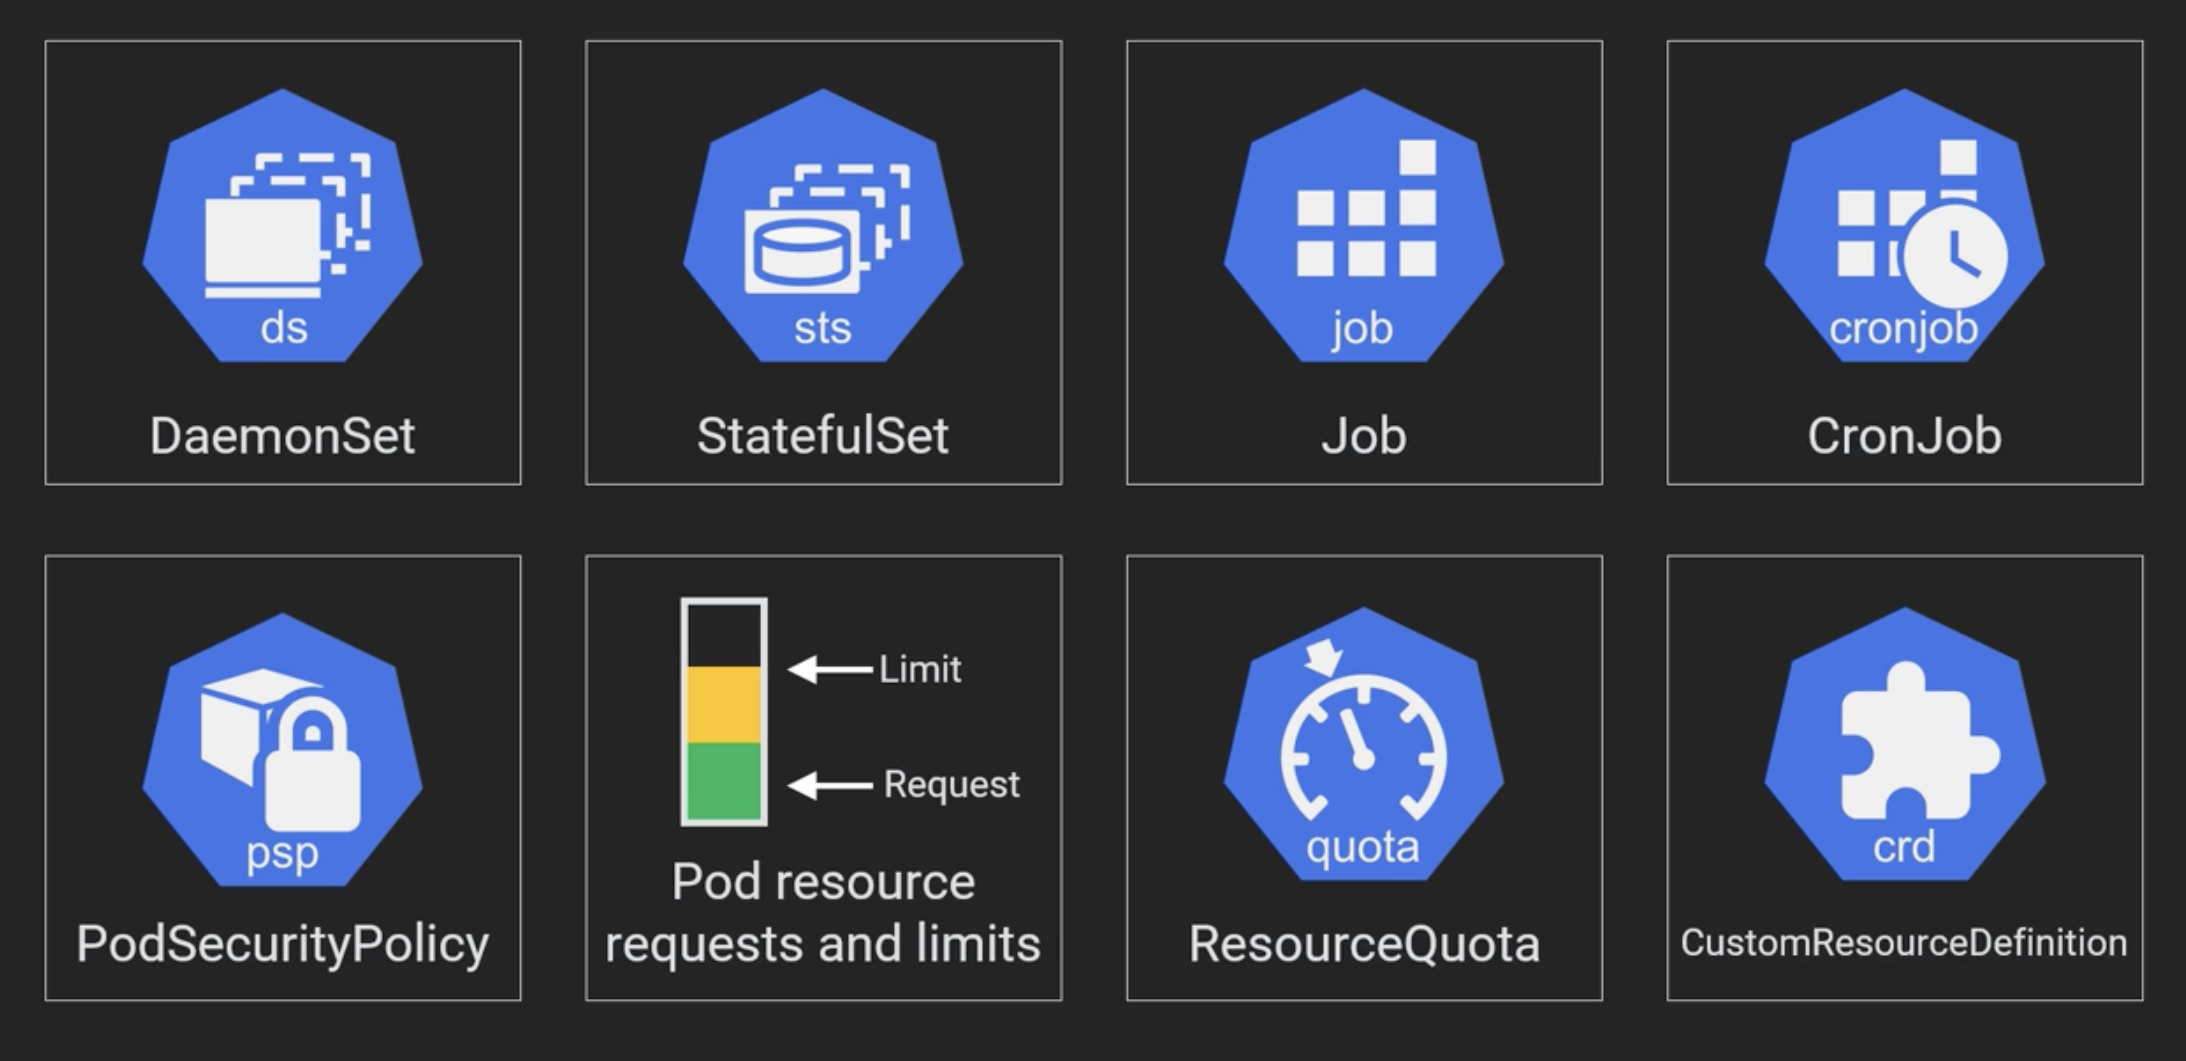 ds
DaemonSet
sts
StatefulSet
job
Job
cronjob
CronJob
psp
PodSecurityPolicy
Limit
Request
Pod resource
requests and limits
quota
ResourceQuota
crd
CustomResourceDefinition